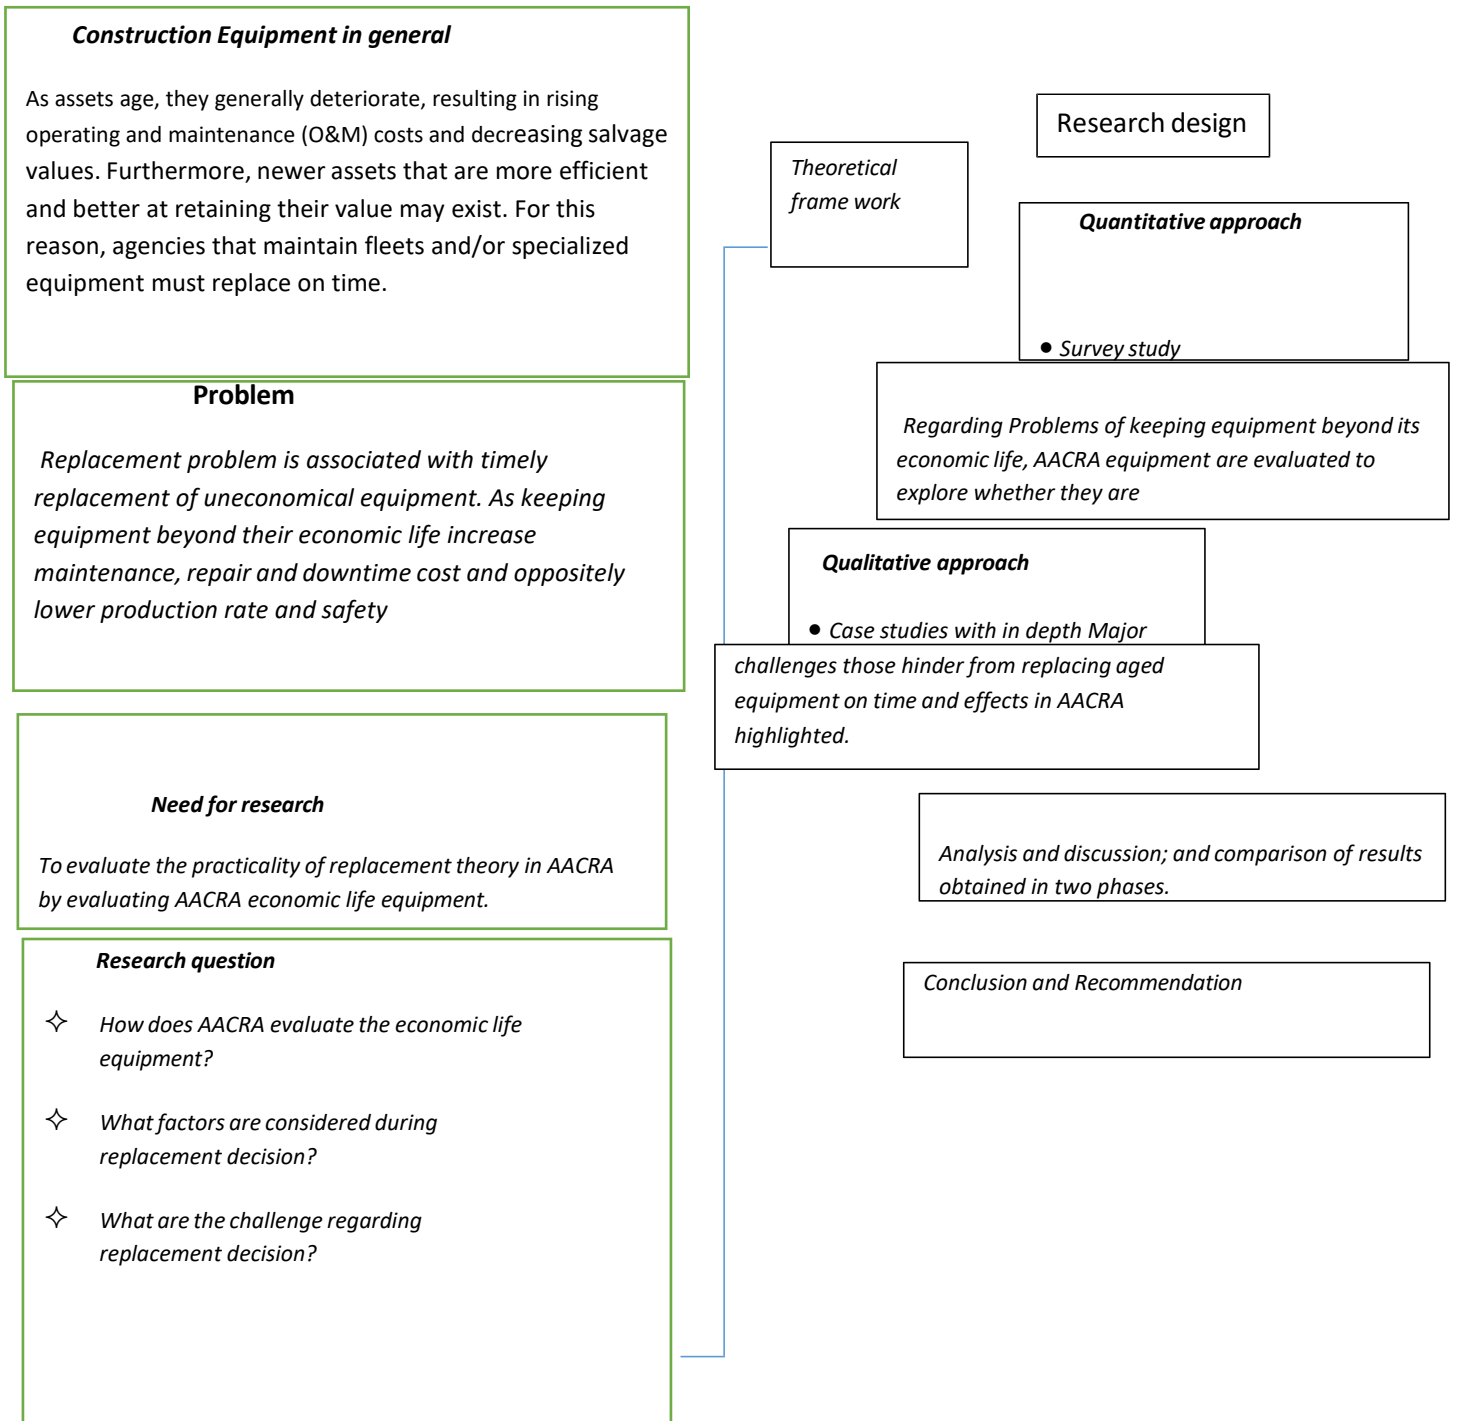 Construction Equipment in general
As assets age, they generally deteriorate, resulting in rising
operating and maintenance (O&M) costs and decreasing salvage
values. Furthermore, newer assets that are more efficient
and better at retaining their value may exist. For this
reason, agencies that maintain fleets and/or specialized
equipment must replace on time.
Problem
Replacement problem is associated with timely
replacement of uneconomical equipment. As keeping
equipment beyond their economic life increase
maintenance, repair and downtime cost and oppositely
lower production rate and safety
Need for research
To evaluate the practicality of replacement theory in AACRA
by evaluating AACRA economic life equipment.
Research question
✧ How does AACRA evaluate the economic life
equipment?
✧ What factors are considered during
replacement decision?
✧ What are the challenge regarding
replacement decision?
Theoretical
frame work
Research design
Quantitative approach
• Survey study
Regarding Problems of keeping equipment beyond its
economic life, AACRA equipment are evaluated to
explore whether they are
Qualitative approach
• Case studies with in depth Major
challenges those hinder from replacing aged
equipment on time and effects in AACRA
highlighted.
Analysis and discussion; and comparison of results
obtained in two phases.
Conclusion and Recommendation